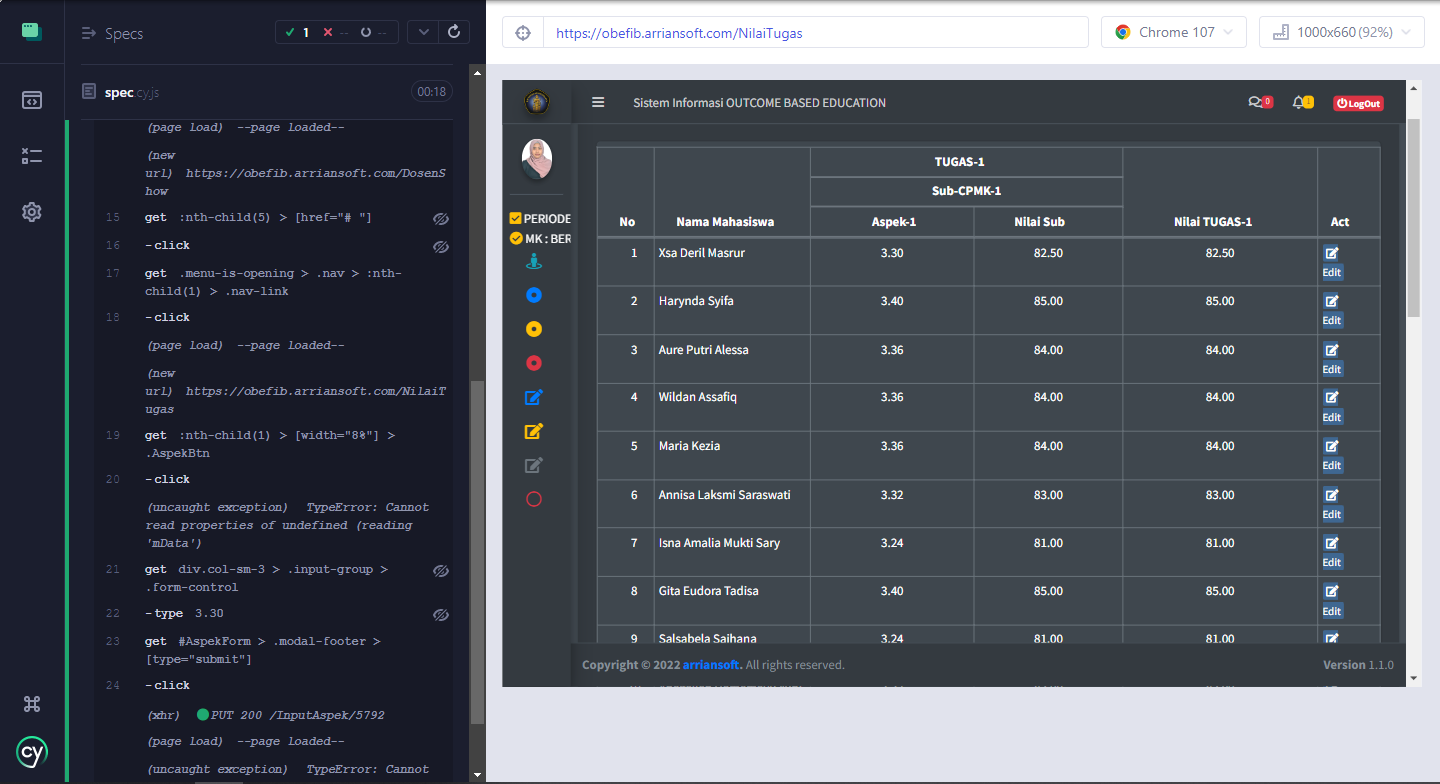 Specs
1
--
--
spec.cy.js
00:18
(page load) --page loaded--
(new
url) https://obefib.arriansoft.com/DosenS
how
15 get :nth-child(5) > [href="# "]
16 -click
17 get .menu-is-opening > .nav > :nth-
child(1) > .nav-link
18 -click
(page load) --page loaded--
(new
url) https://obefib.arriansoft.com/NilaiT
ugas
19 get :nth-child(1) > [width="8%"] >
.AspekBtn
20 -click
(uncaught exception) TypeError: Cannot
read properties of undefined (reading
'mData')
21 get div.col-sm-3 > .input-group >
.form-control
22 -type 3.30
23 get #AspekForm > .modal-footer >
[type="submit"]
24 -click
(xhr) PUT 200 /InputAspek/5792
(page load) --page loaded--
(uncaught exception) TypeError: Cannot
cy
https://obefib.arriansoft.com/NilaiTugas
Chrome 107
1000x660 (92%)
Sistem Informasi OUTCOME BASED EDUCATION
0
1
LogOut
PERIODE
MK : BER
TUGAS-1
Sub-CPMK-1
No Nama Mahasiswa Aspek-1 Nilai Sub Nilai TUGAS-1 Act
1 Xsa Deril Masrur 3.30 82.50 82.50 Edit
2 Harynda Syifa 3.40 85.00 85.00 Edit
3 Aure Putri Alessa 3.36 84.00 84.00 Edit
4 Wildan Assafiq 3.36 84.00 84.00 Edit
5 Maria Kezia 3.36 84.00 84.00 Edit
6 Annisa Laksmi Saraswati 3.32 83.00 83.00 Edit
7 Isna Amalia Mukti Sary 3.24 81.00 81.00 Edit
8 Gita Eudora Tadisa 3.40 85.00 85.00 Edit
9 Salsabela Saihana 3.24 81.00 81.00
Copyright © 2022 arriansoft. All rights reserved.
Version 1.1.0